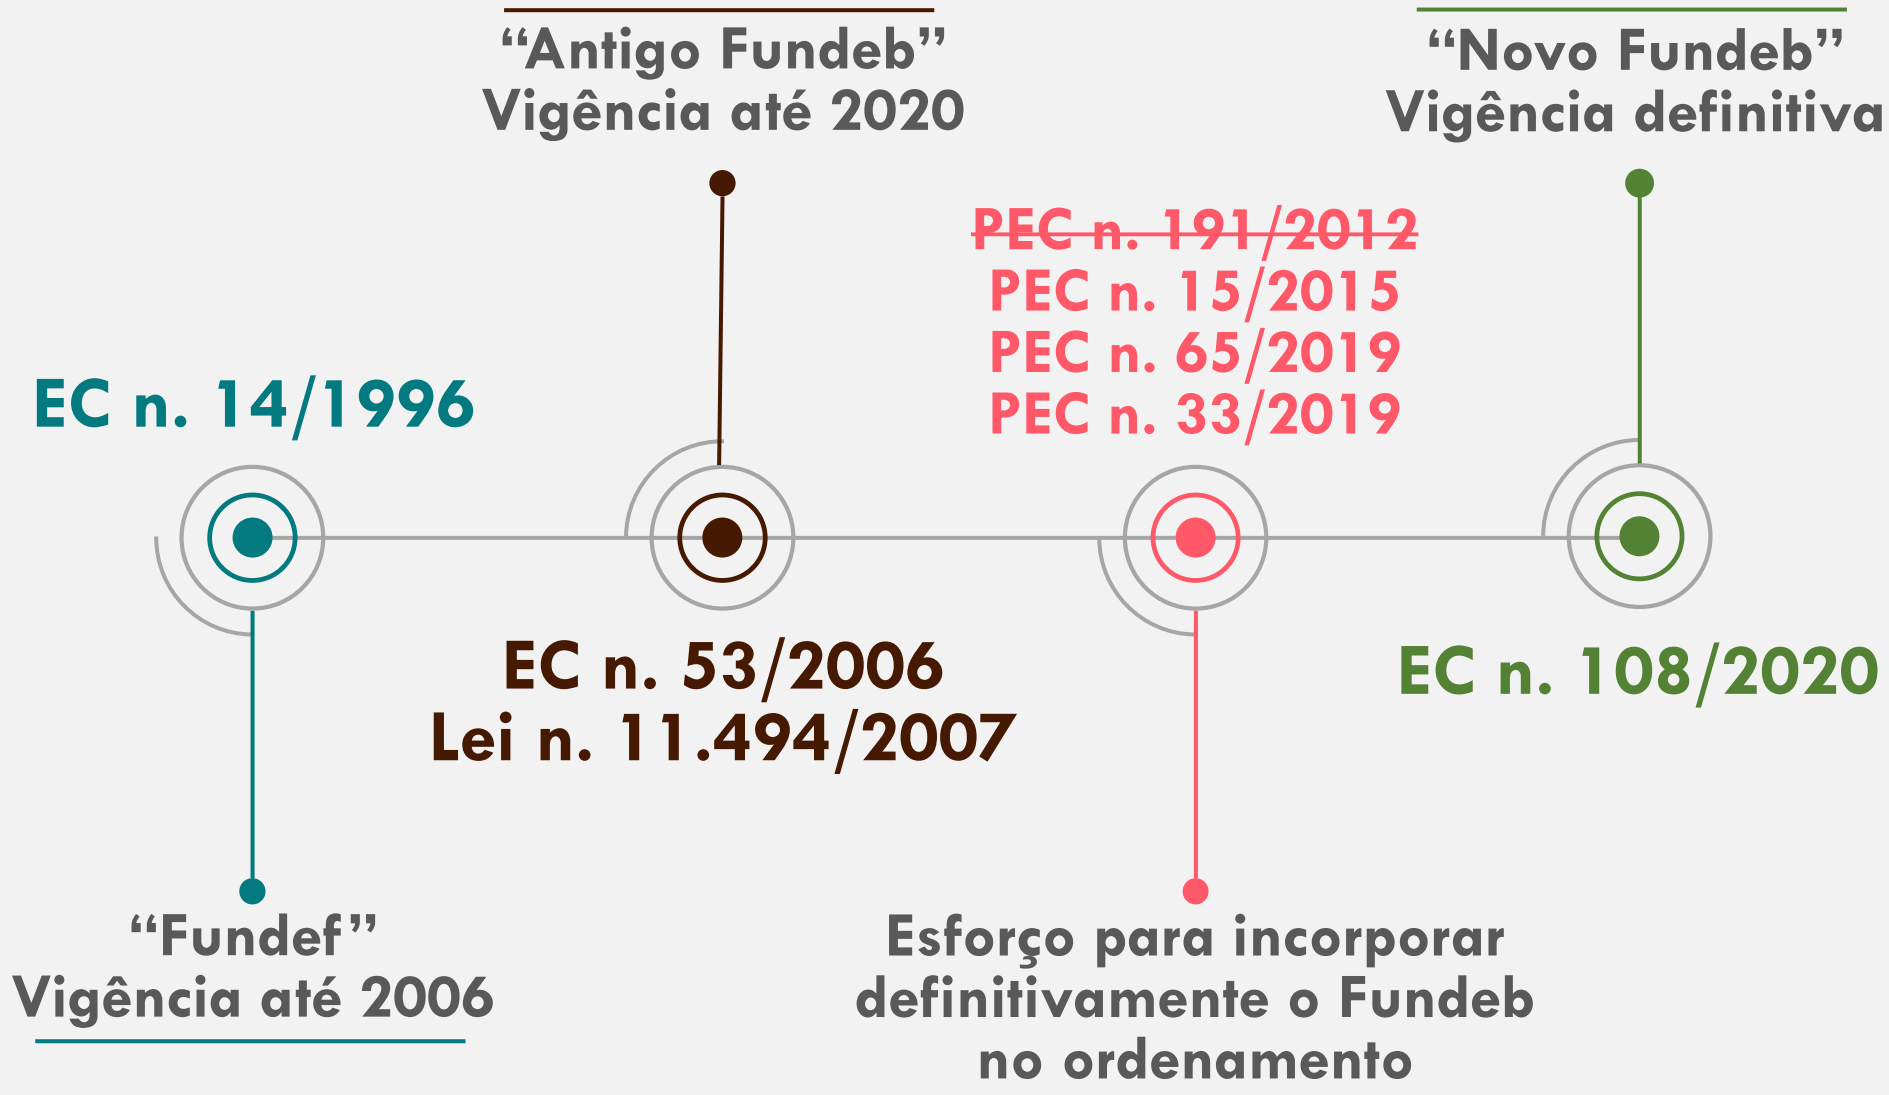 EC n. 14/1996
“Fundef”
Vigência até 2006
“Antigo Fundeb”
Vigência até 2020
EC n. 53/2006
Lei n. 11.494/2007
PEC n. 191/2012
PEC n. 15/2015
PEC n. 65/2019
PEC n. 33/2019
Esforço para incorporar
definitivamente o Fundeb
no ordenamento
“Novo Fundeb”
Vigência definitiva
EC n. 108/2020